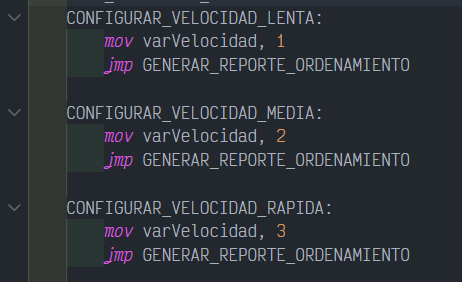 CONFIGURAR_VELOCIDAD_LENTA:
mov varVelocidad, 1
jmp GENERAR_REPORTE_ORDENAMIENTO
CONFIGURAR_VELOCIDAD_MEDIA:
mov varVelocidad, 2
jmp GENERAR_REPORTE_ORDENAMIENTO
CONFIGURAR_VELOCIDAD_RAPIDA:
mov varVelocidad, 3
jmp GENERAR_REPORTE_ORDENAMIENTO